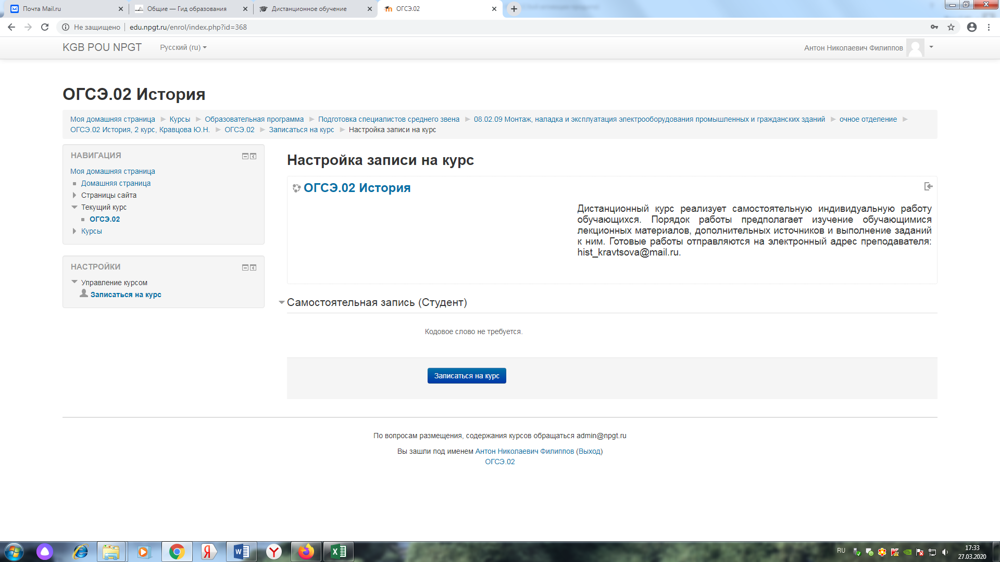 Почта Mail.ru
Общие — Гид образования
Дистанционное обучение
ОГСЭ.02
Не защищено
edu.npgt.ru/enrol/index.php?id=368
KGB POU NPGT
Русский (ru)
Антон Николаевич Филиппов
ОГСЭ.02 История
Моя домашняя страница ► Курсы ► Образовательная программа ► Подготовка специалистов среднего звена ► 08.02.09 Монтаж, наладка и эксплуатация электрооборудования промышленных и гражданских зданий ► очное отделение ►
ОГСЭ.02 История, 2 курс, Кравцова Ю.Н. ► ОГСЭ.02 ► Записаться на курс ► Настройка записи на курс
НАВИГАЦИЯ
Моя домашняя страница
Домашняя страница
Страницы сайта
Текущий курс
ОГСЭ.02
Курсы
НАСТРОЙКИ
Управление курсом
Записаться на курс
Настройка записи на курс
ОГСЭ.02 История
Дистанционный курс реализует самостоятельную индивидуальную работу
обучающихся. Порядок работы предполагает изучение обучающимися
лекционных материалов, дополнительных источников и выполнение заданий
к ним. Готовые работы отправляются на электронный адрес преподавателя:
hist_kravtsova@mail.ru.
Самостоятельная запись (Студент)
Кодовое слово не требуется.
Записаться на курс
По вопросам размещения, содержания курсов обращаться admin@npgt.ru
Вы зашли под именем Антон Николаевич Филиппов (Выход)
ОГСЭ.02
RU
17:33
27.03.2020